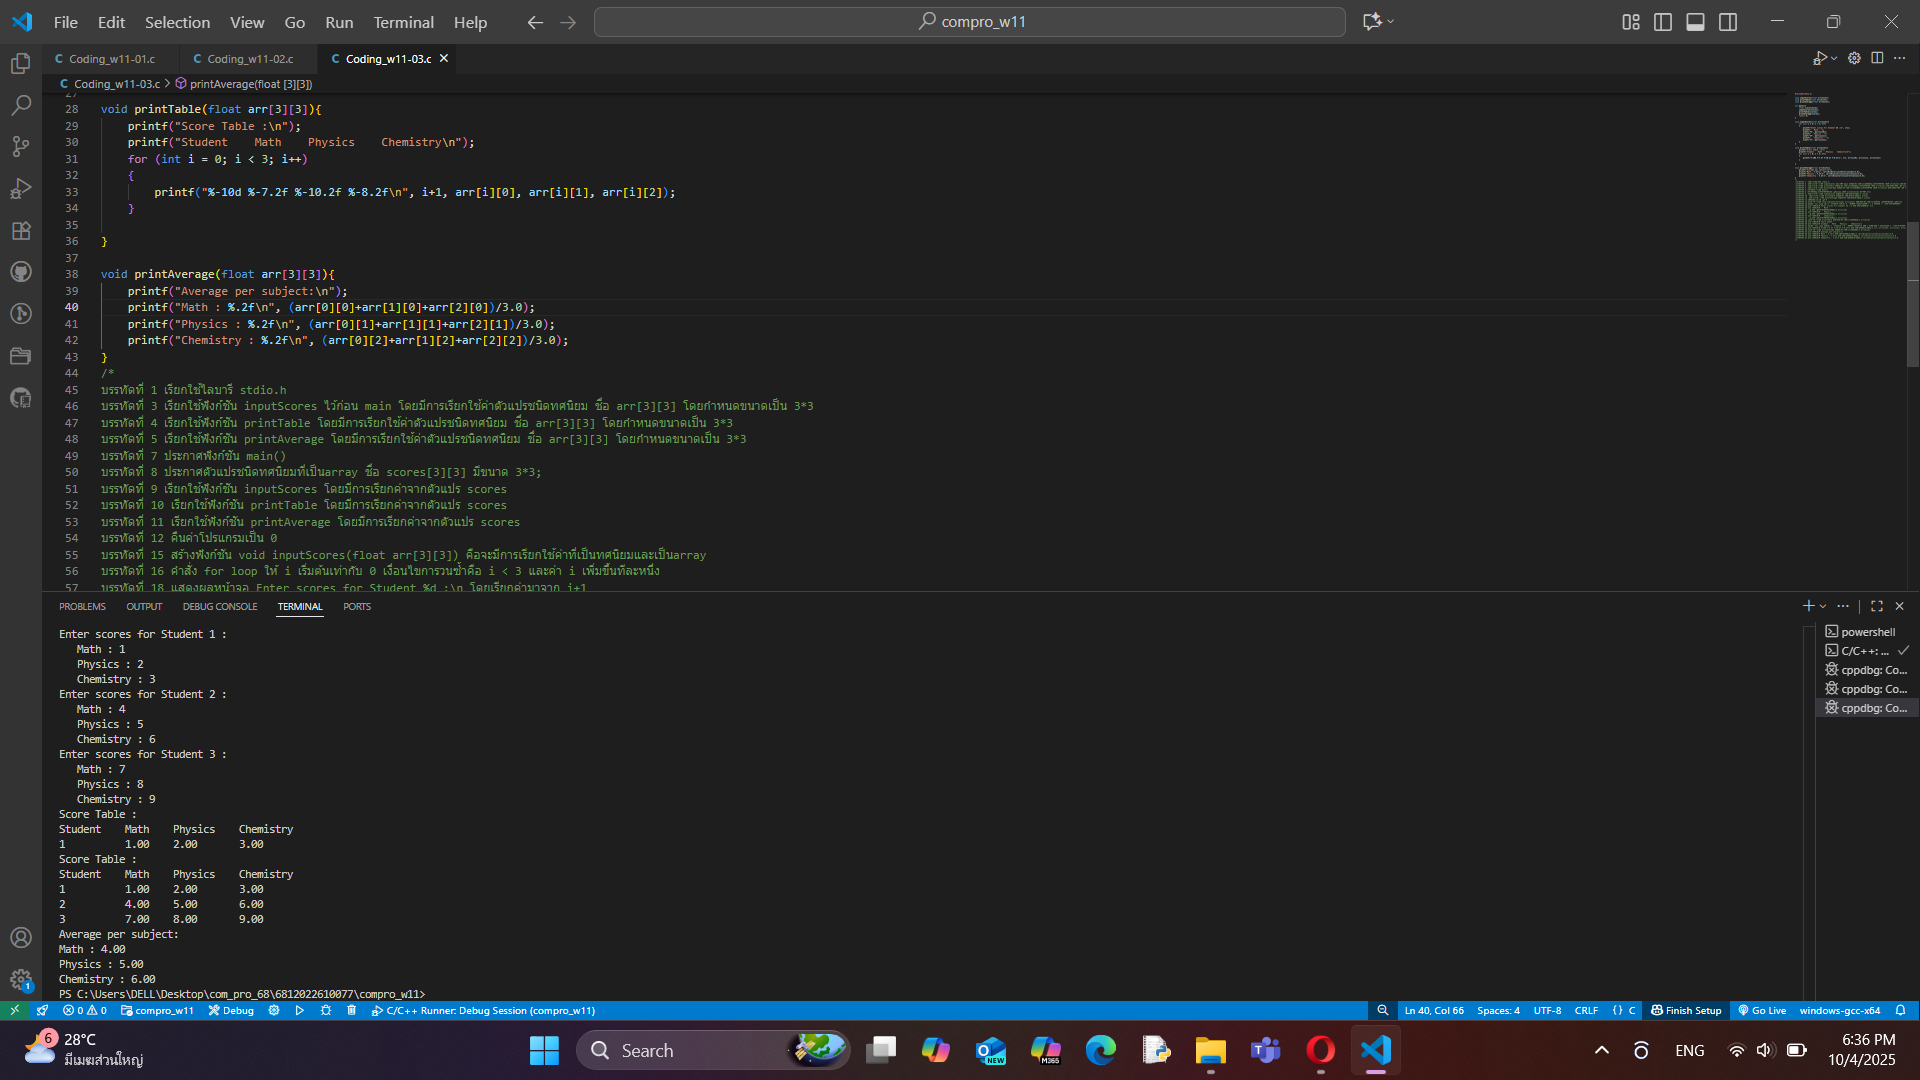 File Edit Selection View Go Run Terminal Help
compro_w11
C Coding_w11-01.c
C Coding_w11-02.c
C Coding_w11-03.c
C Coding_w11-03.c > printAverage(float [3][3])
27
28 void printTable(float arr[3][3]){
29 printf("Score Table :\n");
30 printf("Student    Math    Physics    Chemistry\n");
31 for (int i = 0; i < 3; i++)
32 {
33 printf("%-10d %-7.2f %-10.2f %-8.2f\n", i+1, arr[i][0], arr[i][1], arr[i][2]);
34 }
35
36 }
37
38 void printAverage(float arr[3][3]){
39 printf("Average per subject:\n");
40 printf("Math : %.2f\n", (arr[0][0]+arr[1][0]+arr[2][0])/3.0);
41 printf("Physics : %.2f\n", (arr[0][1]+arr[1][1]+arr[2][1])/3.0);
42 printf("Chemistry : %.2f\n", (arr[0][2]+arr[1][2]+arr[2][2])/3.0);
43 }
44 /*
45 บรรทัดที่ 1 เรียกใช้ไลบารี stdio.h
46 บรรทัดที่ 3 เรียกใช้ฟังก์ชัน inputScores ไว้ก่อน main โดยมีการเรียกใช้ค่าตัวแปรชนิดทศนิยม ชื่อ arr[3][3] โดยกำหนดขนาดเป็น 3*3
47 บรรทัดที่ 4 เรียกใช้ฟังก์ชัน printTable โดยมีการเรียกใช้ค่าตัวแปรชนิดทศนิยม ชื่อ arr[3][3] โดยกำหนดขนาดเป็น 3*3
48 บรรทัดที่ 5 เรียกใช้ฟังก์ชัน printAverage โดยมีการเรียกใช้ค่าตัวแปรชนิดทศนิยม ชื่อ arr[3][3] โดยกำหนดขนาดเป็น 3*3
49 บรรทัดที่ 7 ประกาศฟังก์ชัน main()
50 บรรทัดที่ 8 ประกาศตัวแปรชนิดทศนิยมที่เป็นarray ชื่อ scores[3][3] มีขนาด 3*3;
51 บรรทัดที่ 9 เรียกใช้ฟังก์ชัน inputScores โดยมีการเรียกค่าจากตัวแปร scores
52 บรรทัดที่ 10 เรียกใช้ฟังก์ชัน printTable โดยมีการเรียกค่าจากตัวแปร scores
53 บรรทัดที่ 11 เรียกใช้ฟังก์ชัน printAverage โดยมีการเรียกค่าจากตัวแปร scores
54 บรรทัดที่ 12 คืนค่าโปรแกรมเป็น 0
55 บรรทัดที่ 15 สร้างฟังก์ชัน void inputScores(float arr[3][3]) คือจะมีการเรียกใช้ค่าที่เป็นทศนิยมและเป็นarray
56 บรรทัดที่ 16 คำสั่ง for loop ให้ i เริ่มต้นเท่ากับ 0 เงื่อนไขการวนซ้ำคือ i < 3 และค่า i เพิ่มขึ้นทีละหนึ่ง
57 บรรทัดที่ 18 แสดงผลหน้าจอ Enter scores for Student %d :\n โดยเรียกค่ามาจาก i+1
PROBLEMS OUTPUT DEBUG CONSOLE TERMINAL PORTS
Enter scores for Student 1 :
Math : 1
Physics : 2
Chemistry : 3
Enter scores for Student 2 :
Math : 4
Physics : 5
Chemistry : 6
Enter scores for Student 3 :
Math : 7
Physics : 8
Chemistry : 9
Score Table :
Student Math Physics Chemistry
1 1.00 2.00 3.00
Score Table :
Student Math Physics Chemistry
1 1.00 2.00 3.00
2 4.00 5.00 6.00
3 7.00 8.00 9.00
Average per subject:
Math : 4.00
Physics : 5.00
Chemistry : 6.00
PS C:\Users\DELL\Desktop\com_pro_68\6812022610077\compro_w11>
powershell
C/C++: ...
cppdbg: Co...
cppdbg: Co...
cppdbg: Co...
1
0 0 compro_w11 Debug C/C++ Runner: Debug Session (compro_w11)
Ln 40, Col 66 Spaces: 4 UTF-8 CRLF {} C Finish Setup Go Live windows-gcc-x64
6 28°C
มีเมฆส่วนใหญ่
Search
NEW
M365
ENG
6:36 PM
10/4/2025